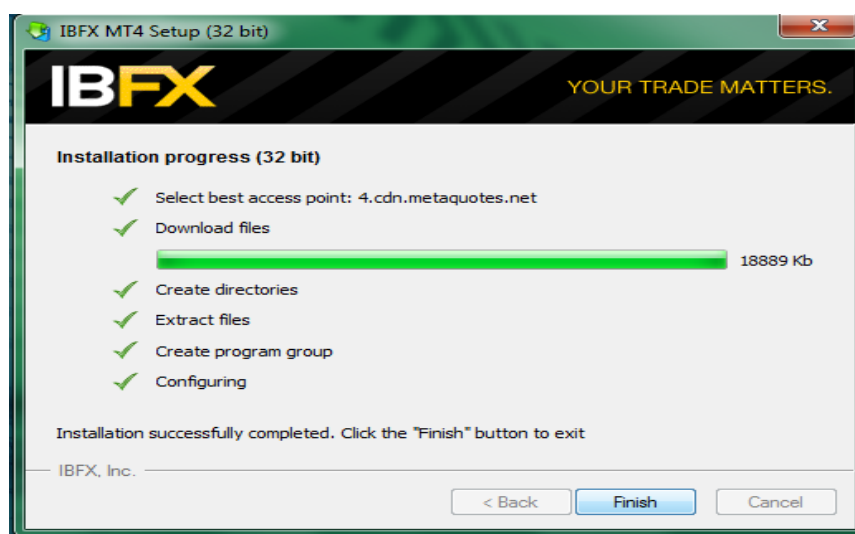 IBFX MT4 Setup (32 bit)
IBFX YOUR TRADE MATTERS.
Installation progress (32 bit)
Select best access point: 4.cdn.metaquotes.net
Download files
18889 Kb
Create directories
Extract files
Create program group
Configuring
Installation successfully completed. Click the "Finish" button to exit
IBFX, Inc.
< Back Finish Cancel